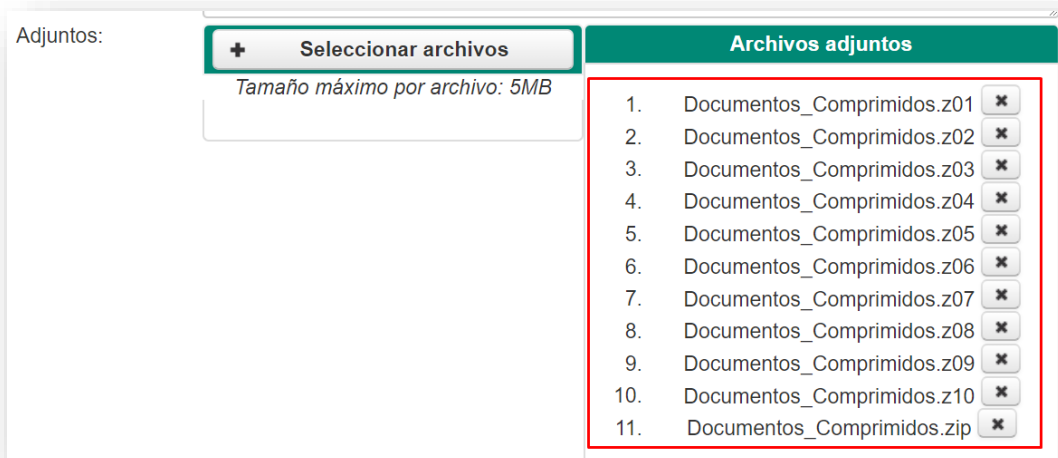 Adjuntos:
Seleccionar archivos
Tamaño máximo por archivo: 5MB
Archivos adjuntos
1. Documentos_Comprimidos.z01
2. Documentos_Comprimidos.z02
3. Documentos_Comprimidos.z03
4. Documentos_Comprimidos.z04
5. Documentos_Comprimidos.z05
6. Documentos_Comprimidos.z06
7. Documentos_Comprimidos.z07
8. Documentos_Comprimidos.z08
9. Documentos_Comprimidos.z09
10. Documentos_Comprimidos.z10
11. Documentos_Comprimidos.zip